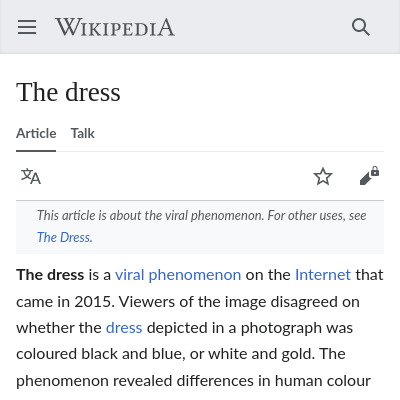 WIKIPEDIA
The dress
Article Talk
This article is about the viral phenomenon. For other uses, see
The Dress.
The dress is a viral phenomenon on the Internet that
came in 2015. Viewers of the image disagreed on
whether the dress depicted in a photograph was
coloured black and blue, or white and gold. The
phenomenon revealed differences in human colour